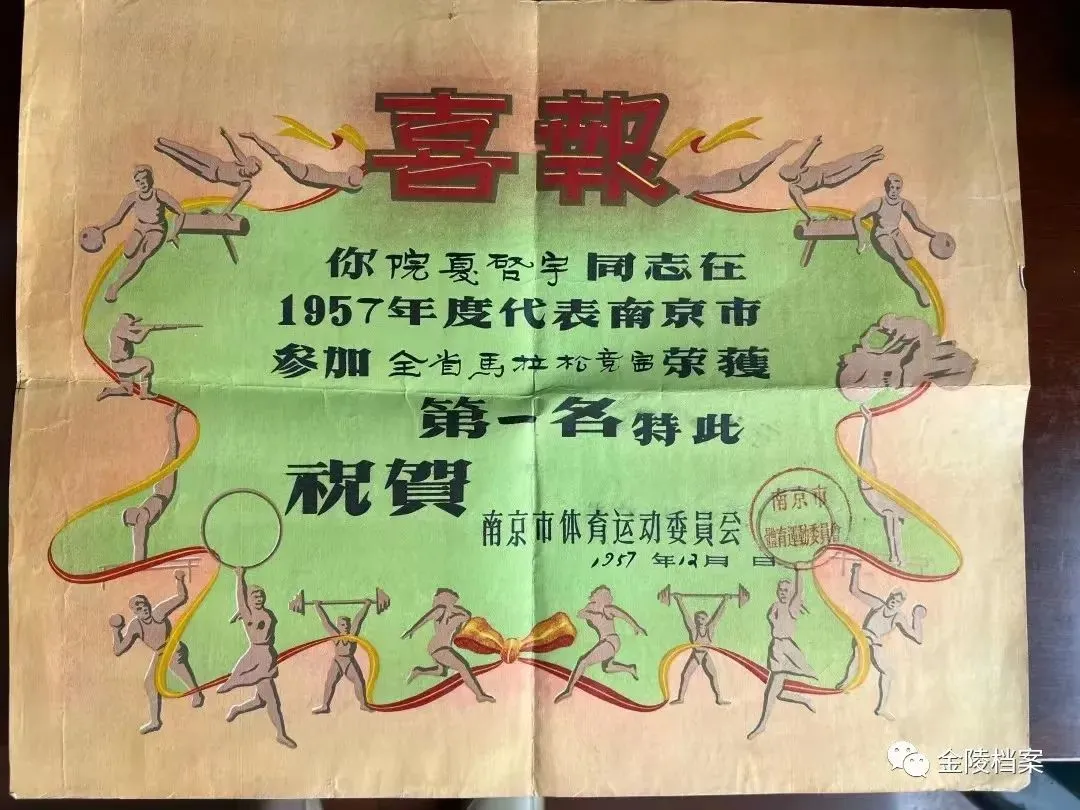 喜報
你院夏啓宇同志在
1957年度代表南京市
参加全省馬拉松竞宙荣獲
第一名特此
祝賀
南京市体育运动委員会
1957年12月 日
南京市
體育運動委員會
金陵档案